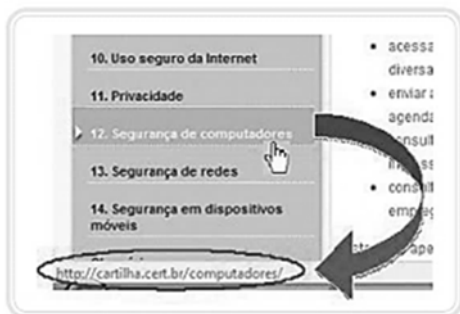 10. Uso seguro da Internet
11. Privacidade
12. Segurança de computadores
13. Segurança de redes
14. Segurança em dispositivos
móveis
http://cartilha.cert.br/computadores/
• acessa
diversa
• enviar a
agenda
consult
• consult
empreg